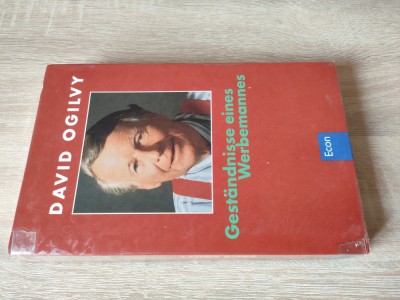 DAVID OGILVY
Geständnisse eines
Werbemannes
Econ